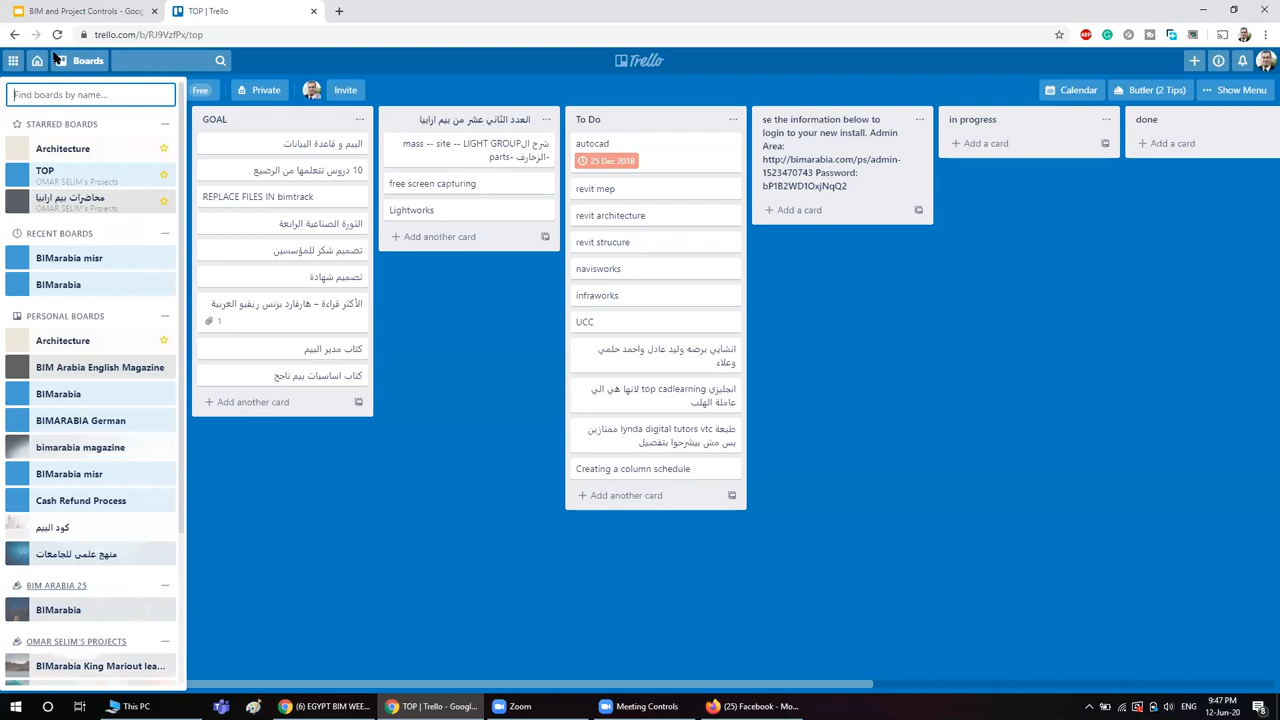 BIM and Project Controls - Goog
TOP | Trello
trello.com/b/RJ9VzfPx/top
Boards
Trello
Find boards by name...
STARRED BOARDS
Architecture
TOP
OMAR SELIM'S Projects
محاضرات بيم ارابيا
OMAR SELIM'S Projects
RECENT BOARDS
BIMarabia misr
BIMarabia
PERSONAL BOARDS
Architecture
BIM Arabia English Magazine
BIMarabia
BIMARABIA German
bimarabia magazine
BIMarabia misr
Cash Refund Process
كود البيم
منهج علمى للجامعات
BIM ARABIA 25
BIMarabia
OMAR SELIM'S PROJECTS
BIMarabia King Mariout lea...
Free
Private
Invite
Calendar
Butler (2 Tips)
Show Menu
GOAL
البيم و قاعدة البيانات
10 دروس تتعلمها من الرضيع
REPLACE FILES IN bimtrack
الثورة الصناعية الرابعة
تصميم شكر للمؤسسين
تصميم شهادة
الأكثر قراءة – هارفارد بزنس ريفيو العربية
1
كتاب مدير البيم
كتاب اساسيات بيم ناجح
Add another card
العدد الثاني عشر من بيم ارابيا
شرح الـmass -- site -- LIGHT GROUP
-الزخارف -parts
free screen capturing
Lightworks
Add another card
To Do
autocad
25 Dec 2018
revit mep
revit architecture
revit strucure
navisworks
infraworks
UCC
انشايي برضه وليد عادل واحمد حلمي
وعلاء
انجليزي top cadlearning لانها هي الي
عاملة الهلب
طبعة lynda digital tutors vtc ممتازين
بس مش بيشرحوا بتفصيل
Creating a column schedule
Add another card
se the information below to
login to your new install. Admin
Area:
http://bimarabia.com/ps/admin-
1523470743 Password:
bP1B2WD1OxjNqQ2
Add a card
in progress
Add a card
done
Add a card
This PC
(6) EGYPT BIM WEE...
TOP | Trello - Googl...
Zoom
Meeting Controls
(25) Facebook - Mo...
ENG
9:47 PM
12-Jun-20